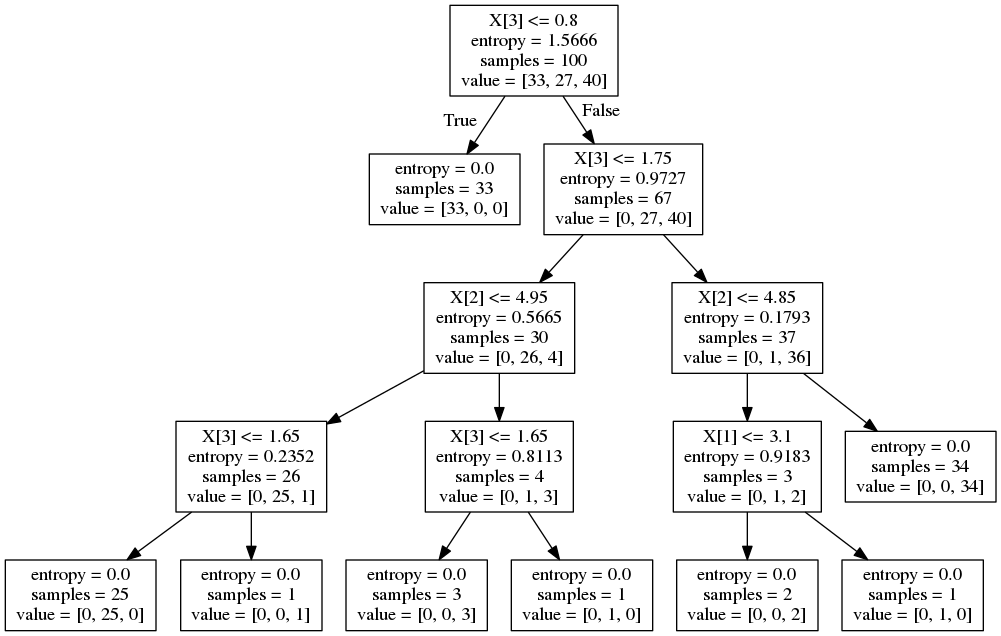 X[3] <= 0.8
entropy = 1.5666
samples = 100
value = [33, 27, 40]
True
False
entropy = 0.0
samples = 33
value = [33, 0, 0]
X[3] <= 1.75
entropy = 0.9727
samples = 67
value = [0, 27, 40]
X[2] <= 4.95
entropy = 0.5665
samples = 30
value = [0, 26, 4]
X[2] <= 4.85
entropy = 0.1793
samples = 37
value = [0, 1, 36]
X[3] <= 1.65
entropy = 0.2352
samples = 26
value = [0, 25, 1]
X[3] <= 1.65
entropy = 0.8113
samples = 4
value = [0, 1, 3]
X[1] <= 3.1
entropy = 0.9183
samples = 3
value = [0, 1, 2]
entropy = 0.0
samples = 34
value = [0, 0, 34]
entropy = 0.0
samples = 25
value = [0, 25, 0]
entropy = 0.0
samples = 1
value = [0, 0, 1]
entropy = 0.0
samples = 3
value = [0, 0, 3]
entropy = 0.0
samples = 1
value = [0, 1, 0]
entropy = 0.0
samples = 2
value = [0, 0, 2]
entropy = 0.0
samples = 1
value = [0, 1, 0]